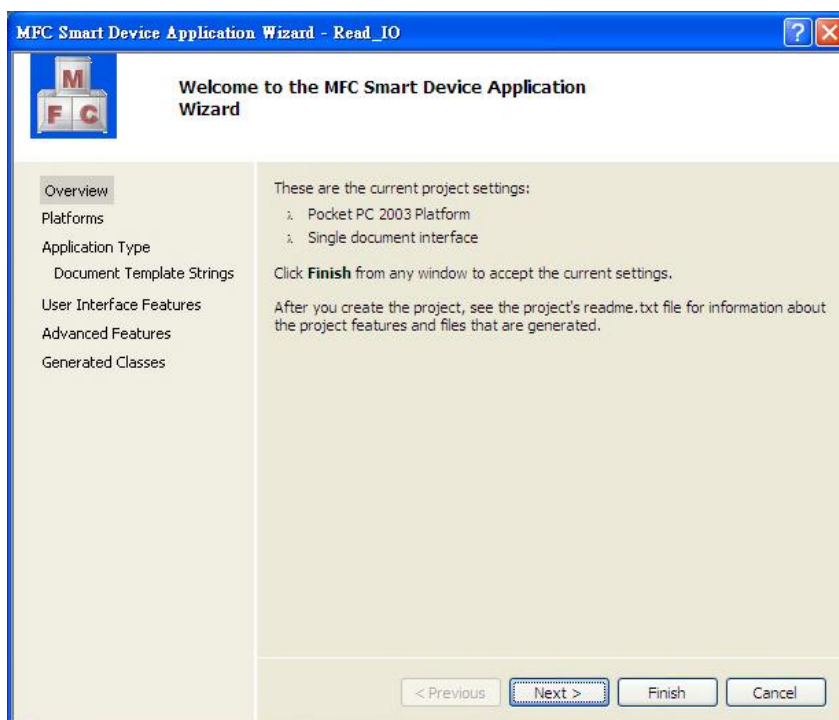 MFC Smart Device Application Wizard - Read_IO
M
F C
Welcome to the MFC Smart Device Application
Wizard
Overview
Platforms
Application Type
Document Template Strings
User Interface Features
Advanced Features
Generated Classes
These are the current project settings:
λ Pocket PC 2003 Platform
λ Single document interface
Click Finish from any window to accept the current settings.
After you create the project, see the project's readme.txt file for information about
the project features and files that are generated.
< Previous Next > Finish Cancel